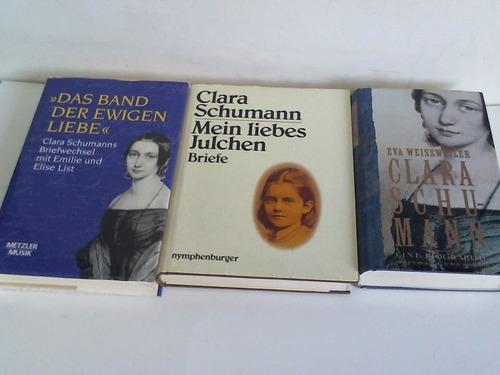 »DAS BAND
DER EWIGEN
LIEBE«
Clara Schumanns
Briefwechsel
mit Emilie und
Elise List
METZLER
MUSIK
Clara
Schumann
Mein liebes
Julchen
Briefe
nymphenburger
EVA WEISSWEILER
CLARA
SCHU-
MANN
EINE BIOGRAPHIE